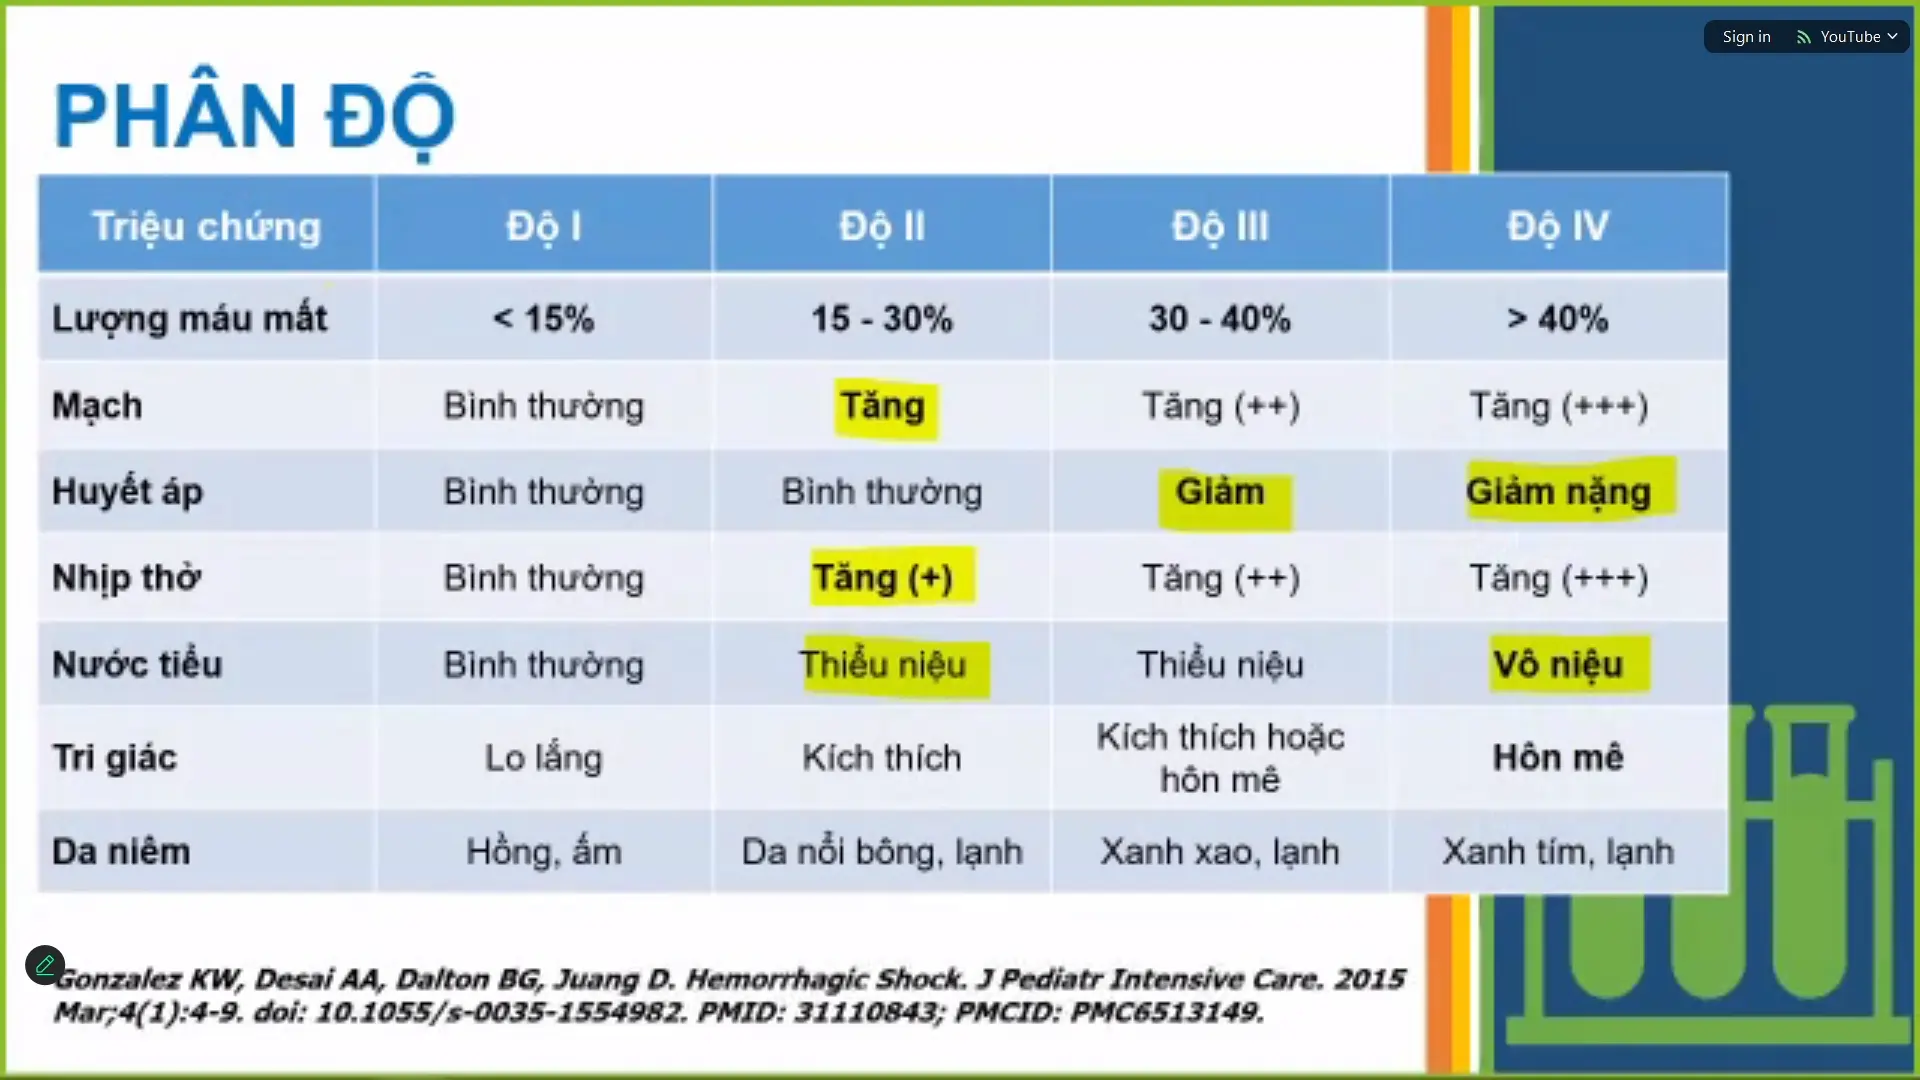 Sign in
YouTube
PHÂN ĐỘ
Triệu chứng Độ I Độ II Độ III Độ IV
Lượng máu mất < 15% 15 - 30% 30 - 40% > 40%
Mạch Bình thường Tăng Tăng (++) Tăng (+++)
Huyết áp Bình thường Bình thường Giảm Giảm nặng
Nhịp thở Bình thường Tăng (+) Tăng (++) Tăng (+++)
Nước tiểu Bình thường Thiểu niệu Thiểu niệu Vô niệu
Tri giác Lo lắng Kích thích Kích thích hoặc
hôn mê Hôn mê
Da niêm Hồng, ấm Da nổi bông, lạnh Xanh xao, lạnh Xanh tím, lạnh
Gonzalez KW, Desai AA, Dalton BG, Juang D. Hemorrhagic Shock. J Pediatr Intensive Care. 2015
Mar;4(1):4-9. doi: 10.1055/s-0035-1554982. PMID: 31110843; PMCID: PMC6513149.